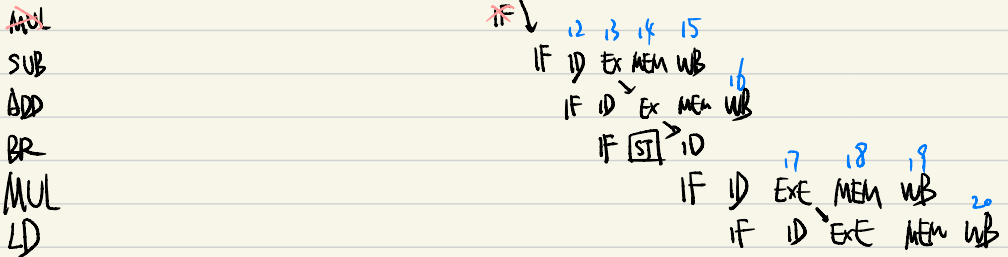 MUL IF
12 13 14 15
SUB IF ID EX MEM WB
16
ADD IF ID EX MEM WB
BR IF ST ID
17 18 19
MUL IF ID EXE MEM WB
20
LD IF ID EXE MEM WB